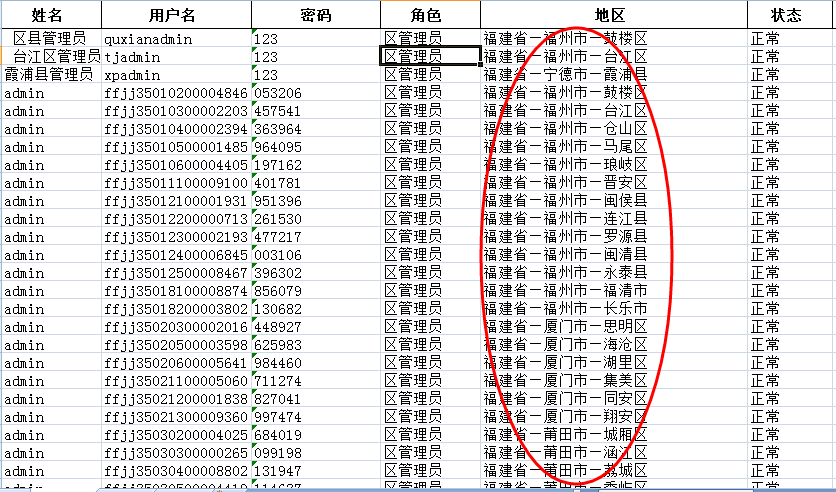 姓名 用户名 密码 角色 地区 状态
区县管理员 quxianadmin 123 区管理员 福建省—福州市—鼓楼区 正常
台江区管理员 tjadmin 123 区管理员 福建省—福州市—台江区 正常
霞浦县管理员 xpadmin 123 区管理员 福建省—宁德市—霞浦县 正常
admin ffjj35010200004846 053206 区管理员 福建省—福州市—鼓楼区 正常
admin ffjj35010300002203 457541 区管理员 福建省—福州市—台江区 正常
admin ffjj35010400002394 363964 区管理员 福建省—福州市—仓山区 正常
admin ffjj35010500001485 964095 区管理员 福建省—福州市—马尾区 正常
admin ffjj35010600004405 197162 区管理员 福建省—福州市—琅岐区 正常
admin ffjj35011100009100 401781 区管理员 福建省—福州市—晋安区 正常
admin ffjj35012100001931 951396 区管理员 福建省—福州市—闽侯县 正常
admin ffjj35012200000713 261530 区管理员 福建省—福州市—连江县 正常
admin ffjj35012300002193 477217 区管理员 福建省—福州市—罗源县 正常
admin ffjj35012400006845 003106 区管理员 福建省—福州市—闽清县 正常
admin ffjj35012500008467 396302 区管理员 福建省—福州市—永泰县 正常
admin ffjj35018100008874 856079 区管理员 福建省—福州市—福清市 正常
admin ffjj35018200003802 130682 区管理员 福建省—福州市—长乐市 正常
admin ffjj35020300002016 448927 区管理员 福建省—厦门市—思明区 正常
admin ffjj35020500003598 625983 区管理员 福建省—厦门市—海沧区 正常
admin ffjj35020600005641 984460 区管理员 福建省—厦门市—湖里区 正常
admin ffjj35021100005060 711274 区管理员 福建省—厦门市—集美区 正常
admin ffjj35021200001838 827041 区管理员 福建省—厦门市—同安区 正常
admin ffjj35021300009360 997474 区管理员 福建省—厦门市—翔安区 正常
admin ffjj35030200004025 684019 区管理员 福建省—莆田市—城厢区 正常
admin ffjj35030300000265 099198 区管理员 福建省—莆田市—涵江区 正常
admin ffjj35030400008802 131947 区管理员 福建省—莆田市—荔城区 正常